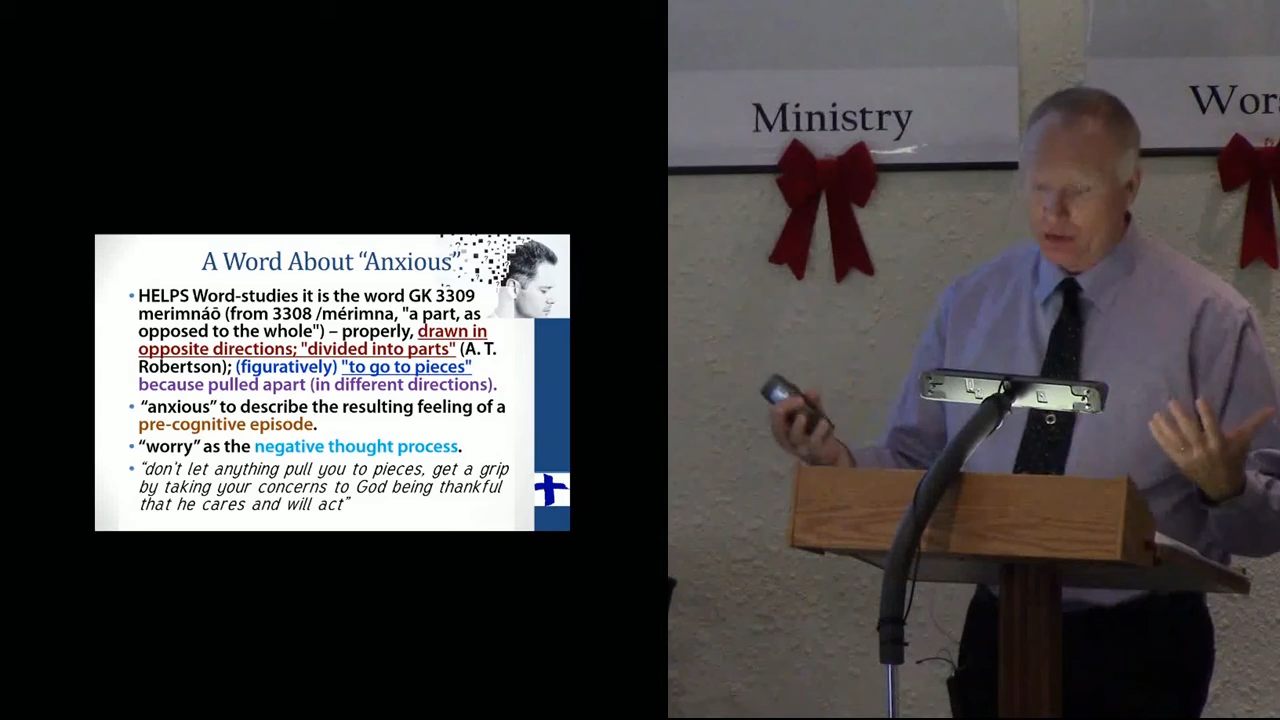 A Word About “Anxious”.
• HELPS Word-studies it is the word GK 3309
merimnáō (from 3308 /mérimna, "a part, as
opposed to the whole") – properly, drawn in
opposite directions; "divided into parts" (A. T.
Robertson); (figuratively) "to go to pieces"
because pulled apart (in different directions).
• “anxious” to describe the resulting feeling of a
pre-cognitive episode.
• “worry” as the negative thought process.
• “don’t let anything pull you to pieces, get a grip
by taking your concerns to God being thankful
that he cares and will act”
Ministry